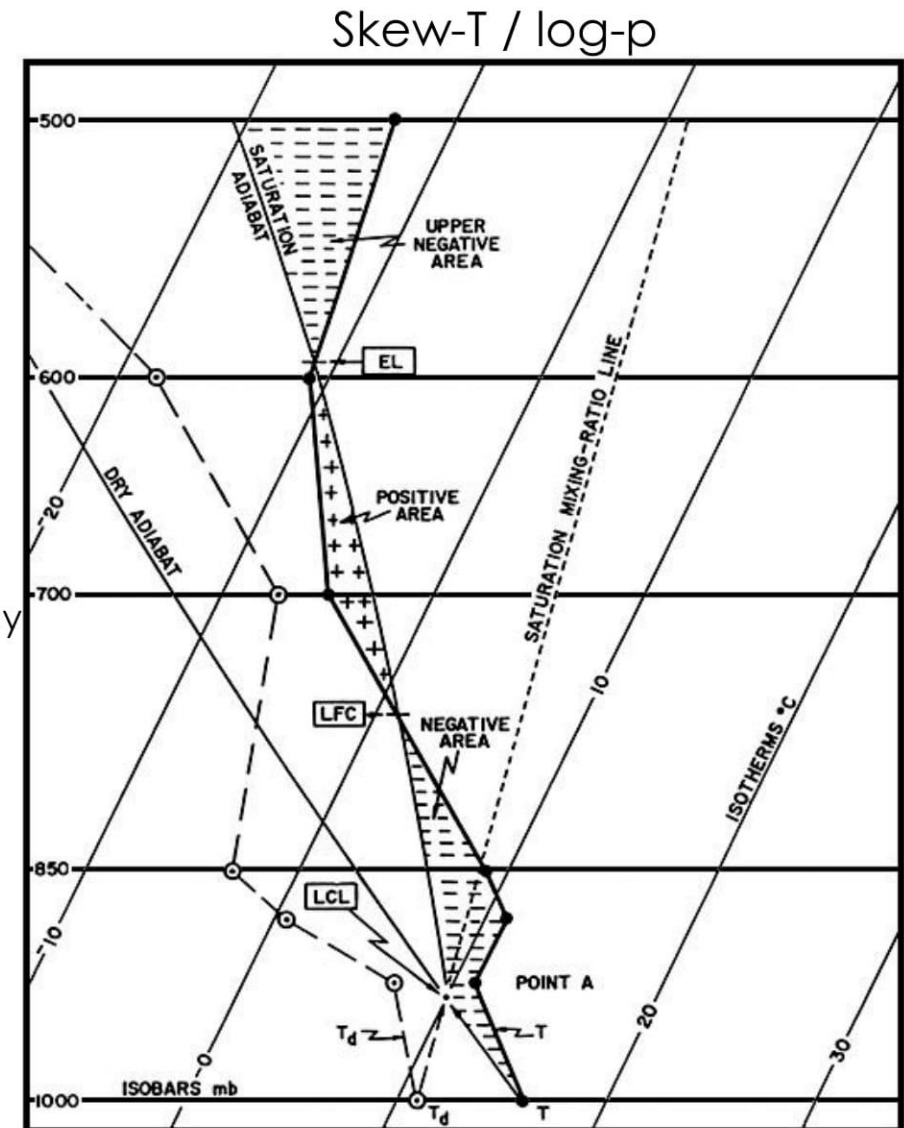 Skew-T / log-p
500
SATURATION
ADIABAT
UPPER
NEGATIVE
AREA
EL
600
SATURATION MIXING-RATIO LINE
DRY ADIABAT
POSITIVE
AREA
-20
700
y
10
LFC
NEGATIVE
AREA
ISOTHERMS °C
850
LCL
-10
POINT A
20
Td
T
30
0
ISOBARS mb
1000
Td
T